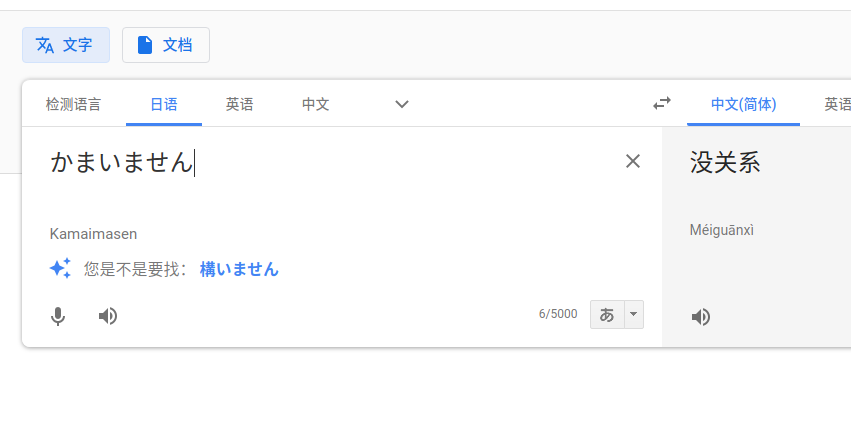 文字 文档
检测语言 日语 英语 中文 中文(简体) 英语
かまいません 没关系
Kamaimasen Méiguānxì
您是不是要找： 構いません
6/5000 あ